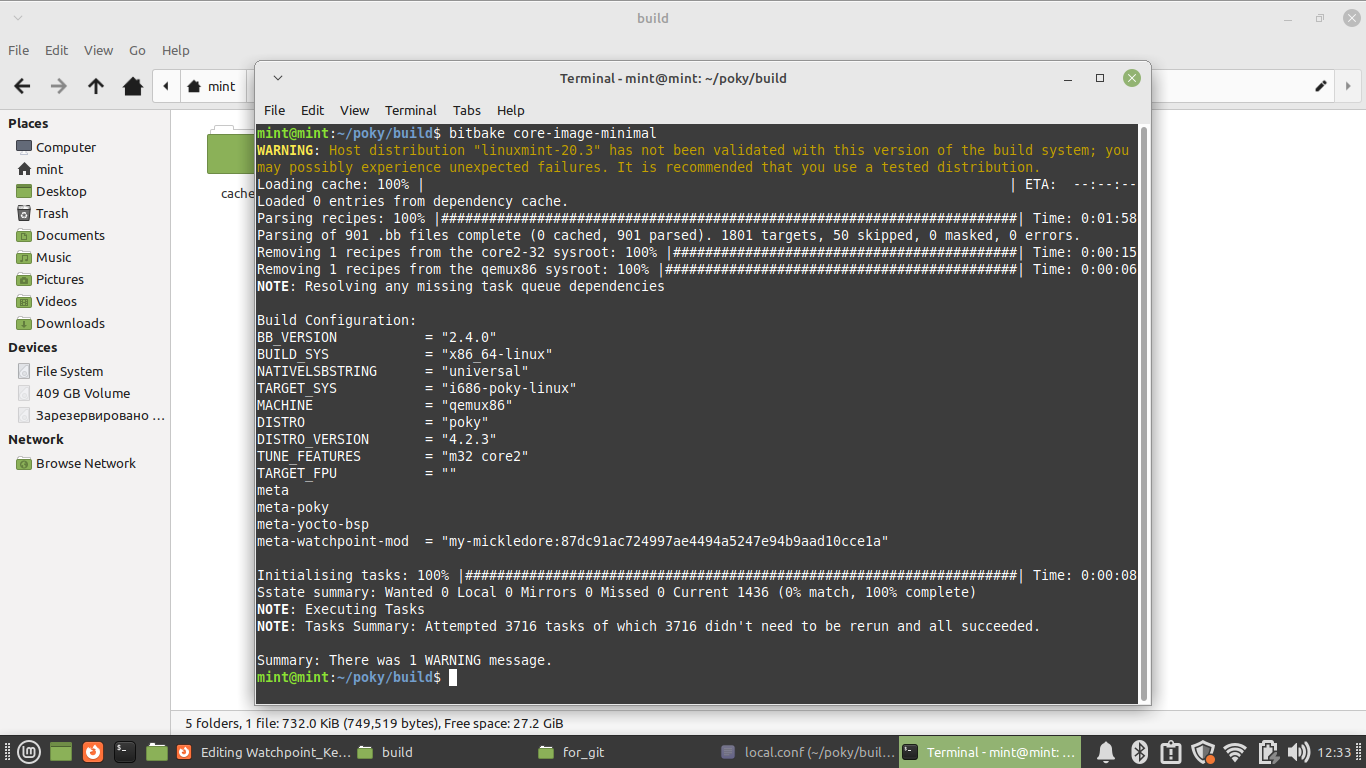 build
File Edit View Go Help
mint
Places
Computer
mint
Desktop
Trash
Documents
Music
Pictures
Videos
Downloads
Devices
File System
409 GB Volume
Зарезервировано ...
Network
Browse Network
cache
Terminal - mint@mint: ~/poky/build
File Edit View Terminal Tabs Help
mint@mint:~/poky/build$ bitbake core-image-minimal
WARNING: Host distribution "linuxmint-20.3" has not been validated with this version of the build system; you
may possibly experience unexpected failures. It is recommended that you use a tested distribution.
Loading cache: 100% | | ETA:  --:--:--
Loaded 0 entries from dependency cache.
Parsing recipes: 100% |########################################################################| Time: 0:01:58
Parsing of 901 .bb files complete (0 cached, 901 parsed). 1801 targets, 50 skipped, 0 masked, 0 errors.
Removing 1 recipes from the core2-32 sysroot: 100% |###########################################| Time: 0:00:15
Removing 1 recipes from the qemux86 sysroot: 100% |############################################| Time: 0:00:06
NOTE: Resolving any missing task queue dependencies
Build Configuration:
BB_VERSION           = "2.4.0"
BUILD_SYS            = "x86_64-linux"
NATIVELSBSTRING      = "universal"
TARGET_SYS           = "i686-poky-linux"
MACHINE              = "qemux86"
DISTRO               = "poky"
DISTRO_VERSION       = "4.2.3"
TUNE_FEATURES        = "m32 core2"
TARGET_FPU           = ""
meta
meta-poky
meta-yocto-bsp
meta-watchpoint-mod  = "my-mickledore:87dc91ac724997ae4494a5247e94b9aad10cce1a"
Initialising tasks: 100% |#####################################################################| Time: 0:00:08
Sstate summary: Wanted 0 Local 0 Mirrors 0 Missed 0 Current 1436 (0% match, 100% complete)
NOTE: Executing Tasks
NOTE: Tasks Summary: Attempted 3716 tasks of which 3716 didn't need to be rerun and all succeeded.
Summary: There was 1 WARNING message.
mint@mint:~/poky/build$
5 folders, 1 file: 732.0 KiB (749,519 bytes), Free space: 27.2 GiB
Editing Watchpoint_Ke... build for_git local.conf (~/poky/buil... Terminal - mint@mint: ... 12:33